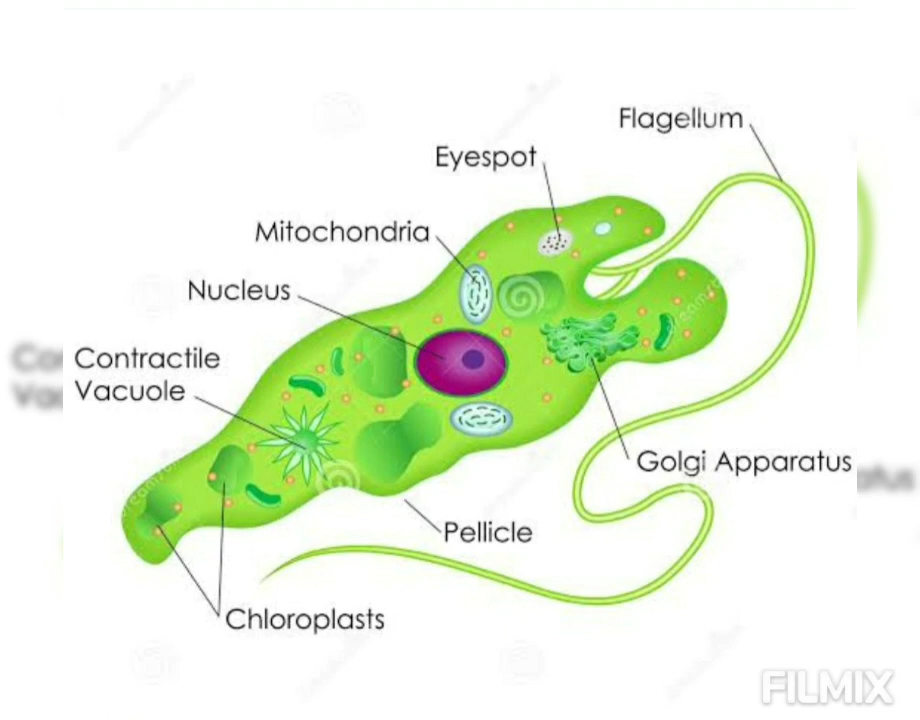 Flagellum
Eyespot
Mitochondria
Nucleus
Contractile
Vacuole
Golgi Apparatus
Pellicle
Chloroplasts
FILMIX